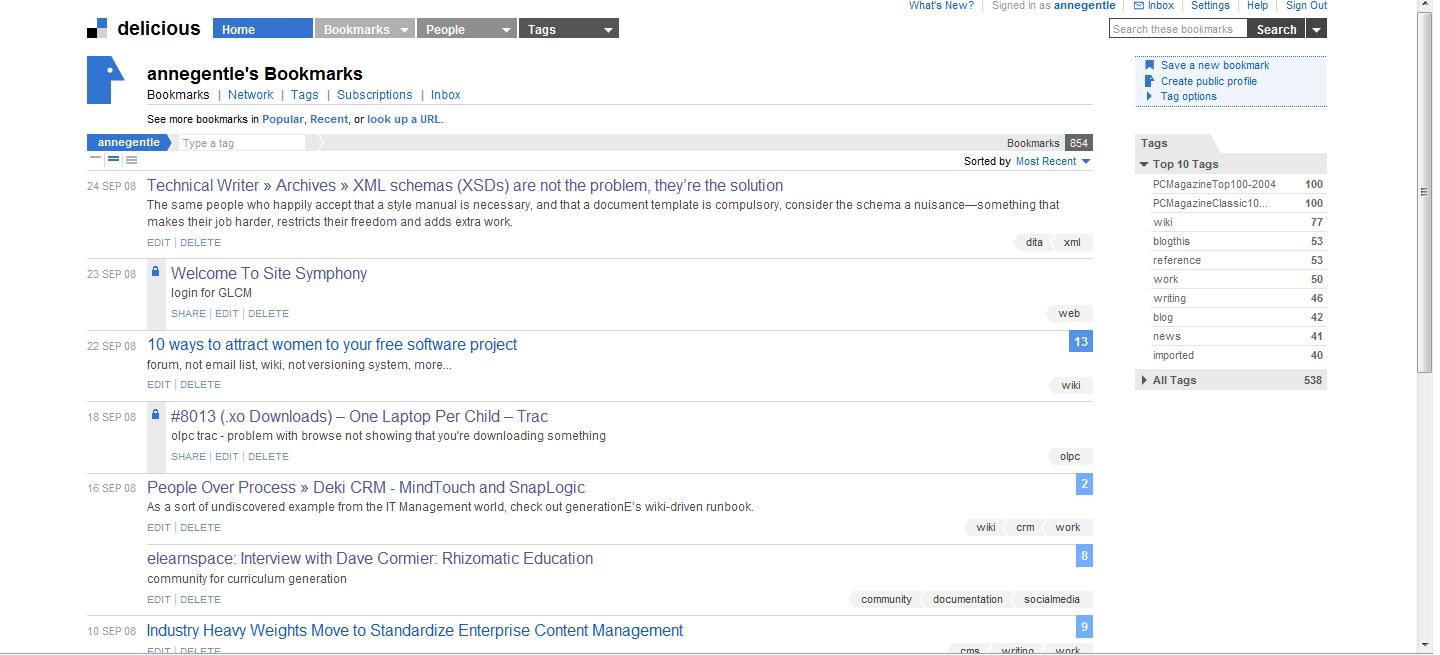 What's New? Signed in as annegentle Inbox Settings Help Sign Out
delicious Home Bookmarks People Tags Search these bookmarks Search
annegentle's Bookmarks
Bookmarks | Network | Tags | Subscriptions | Inbox
See more bookmarks in Popular, Recent, or look up a URL.
annegentle Type a tag Bookmarks 854
Sorted by Most Recent
24 SEP 08 Technical Writer » Archives » XML schemas (XSDs) are not the problem, they’re the solution
The same people who happily accept that a style manual is necessary, and that a document template is compulsory, consider the schema a nuisance—something that
makes their job harder, restricts their freedom and adds extra work.
EDIT | DELETE dita xml
23 SEP 08 Welcome To Site Symphony
login for GLCM
SHARE | EDIT | DELETE web
22 SEP 08 10 ways to attract women to your free software project 13
forum, not email list, wiki, not versioning system, more...
EDIT | DELETE wiki
18 SEP 08 #8013 (.xo Downloads) – One Laptop Per Child – Trac
olpc trac - problem with browse not showing that you're downloading something
SHARE | EDIT | DELETE olpc
16 SEP 08 People Over Process » Deki CRM - MindTouch and SnapLogic 2
As a sort of undiscovered example from the IT Management world, check out generationE’s wiki-driven runbook.
EDIT | DELETE wiki crm work
elearnspace: Interview with Dave Cormier: Rhizomatic Education 8
community for curriculum generation
EDIT | DELETE community documentation socialmedia
10 SEP 08 Industry Heavy Weights Move to Standardize Enterprise Content Management 9
EDIT | DELETE cms writing work
Save a new bookmark
Create public profile
Tag options
Tags
Top 10 Tags
PCMagazineTop100-2004 100
PCMagazineClassic10... 100
wiki 77
blogthis 53
reference 53
work 50
writing 46
blog 42
news 41
imported 40
All Tags 538